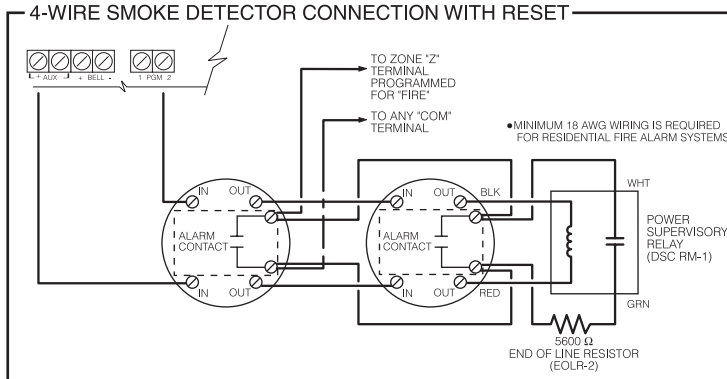 4-WIRE SMOKE DETECTOR CONNECTION WITH RESET
+ AUX - + BELL - 1 PGM 2
TO ZONE "Z"
TERMINAL
PROGRAMMED
FOR "FIRE"
TO ANY "COM"
TERMINAL
●MINIMUM 18 AWG WIRING IS REQUIRED
FOR RESIDENTIAL FIRE ALARM SYSTEMS
IN OUT
ALARM
CONTACT
IN OUT
IN OUT BLK
ALARM
CONTACT
IN OUT RED
WHT
POWER
SUPERVISORY
RELAY
(DSC RM-1)
GRN
5600 Ω
END OF LINE RESISTOR
(EOLR-2)